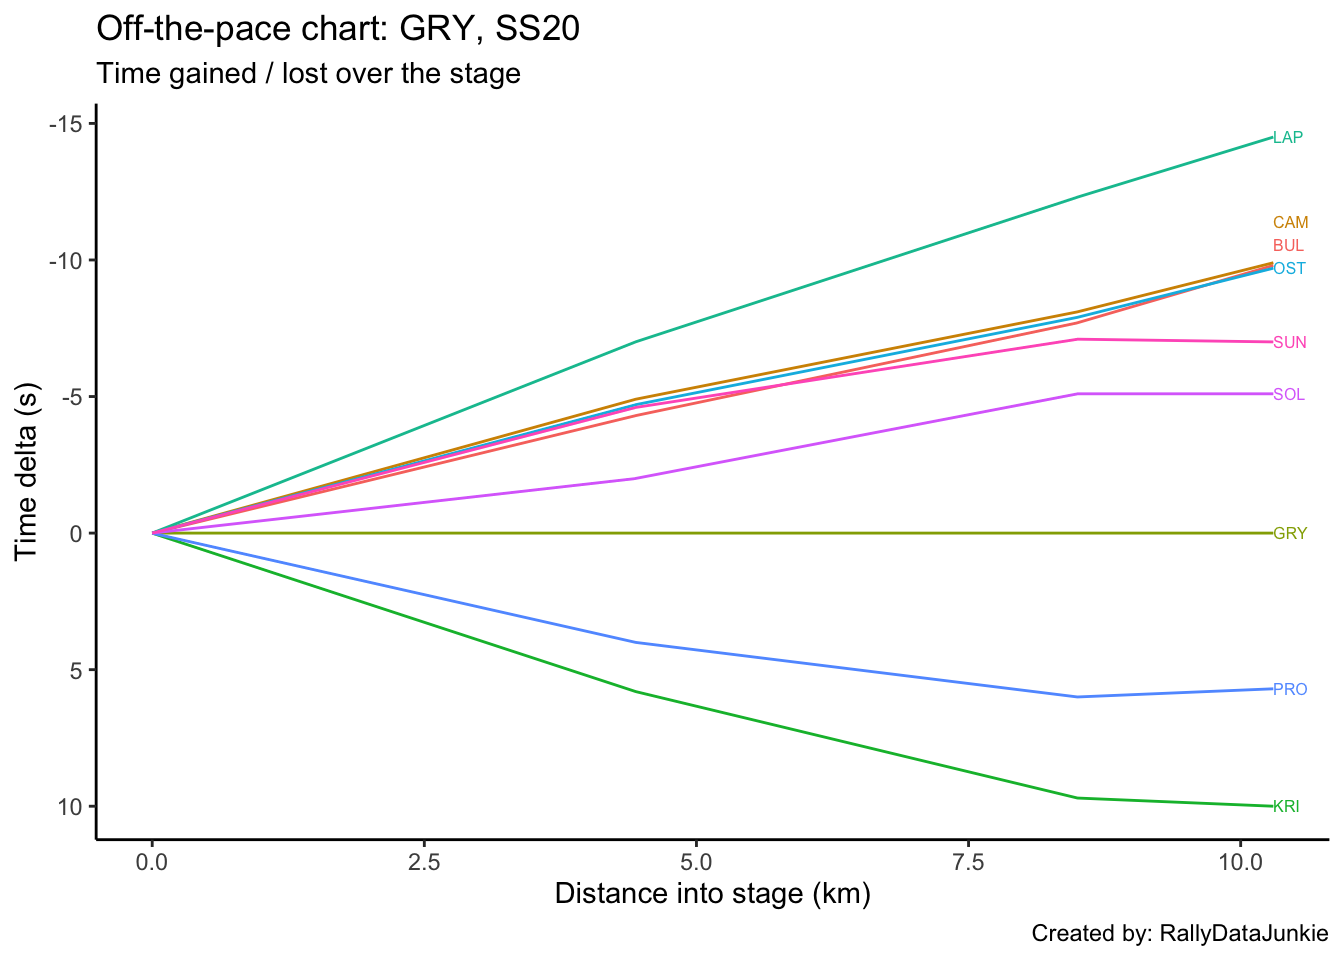 Off-the-pace chart: GRY, SS20
Time gained / lost over the stage
Time delta (s)
-15
-10
-5
0
5
10
LAP
CAM
BUL
OST
SUN
SOL
GRY
PRO
KRI
0.0
2.5
5.0
7.5
10.0
Distance into stage (km)
Created by: RallyDataJunkie